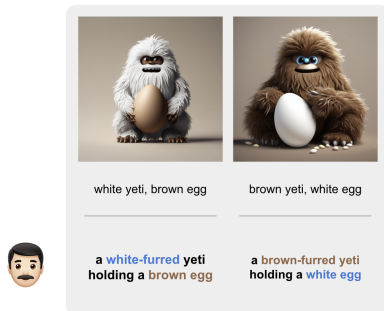 white yeti, brown egg
brown yeti, white egg
a white-furred yeti
holding a brown egg
a brown-furred yeti
holding a white egg